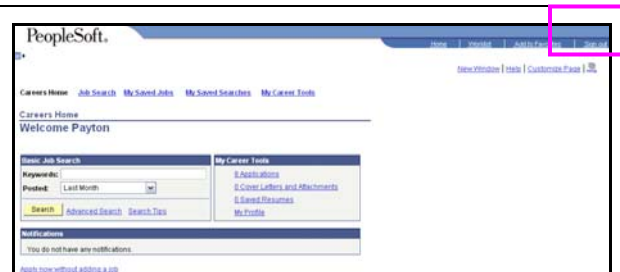 PeopleSoft.
Home | Worklist | Add to Favorites | Sign out
New Window | Help | Customize Page |
Careers Home Job Search My Saved Jobs My Saved Searches My Career Tools
Careers Home
Welcome Payton
Basic Job Search
Keywords:
Posted: Last Month
Search Advanced Search Search Tips
My Career Tools
0 Applications
0 Cover Letters and Attachments
0 Saved Resumes
My Profile
Notifications
You do not have any notifications.
Apply now without adding a job